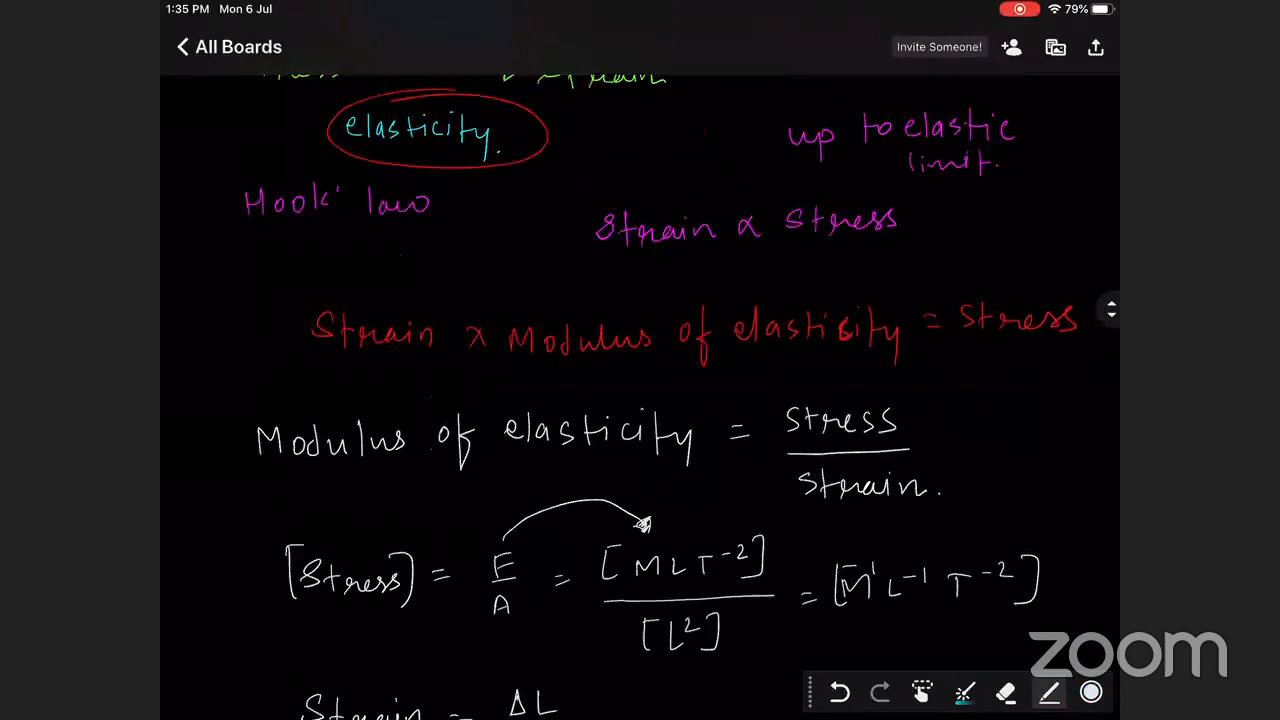 1:35 PM Mon 6 Jul
79%
All Boards
Invite Someone!
elasticity.
up to elastic
limit.
Hook' law
Strain ∝ Stress
Strain x Modulus of elasticity = Stress
Modulus of elasticity = Stress
Strain.
[Stress] = F/A = [MLT⁻²]/[L²] = [M¹L⁻¹T⁻²]
Strain = ΔL
zoom